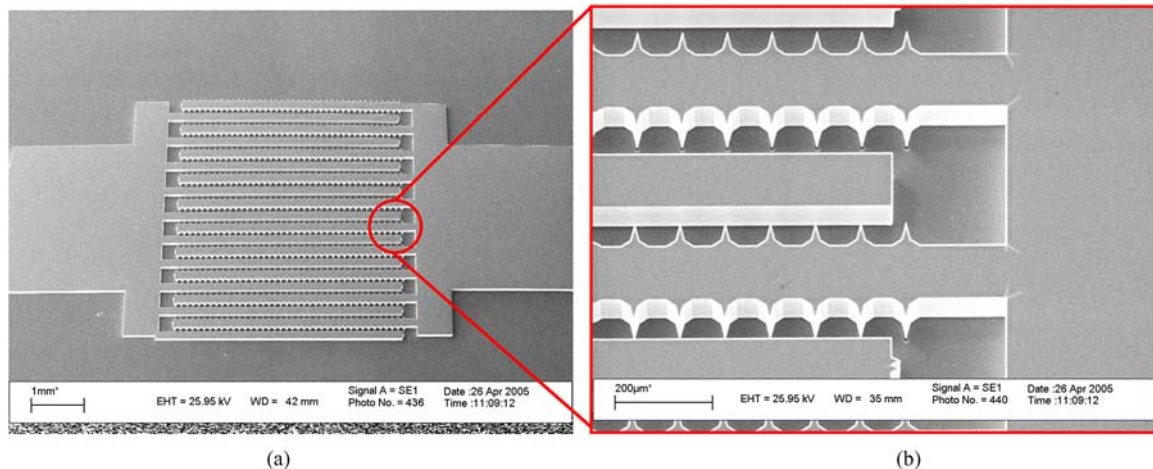 1mm*
EHT = 25.95 kV
WD = 42 mm
Signal A = SE1
Photo No. = 436
Date :26 Apr 2005
Time :11:09:12
200µm*
EHT = 25.95 kV
WD = 35 mm
Signal A = SE1
Photo No. = 440
Date :26 Apr 2005
Time :11:09:12
(a)
(b)